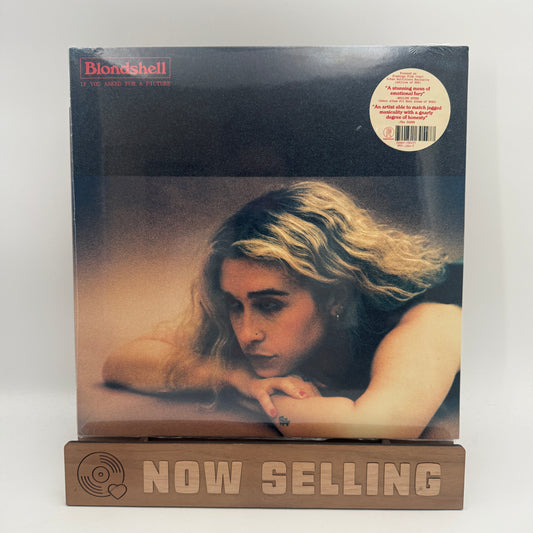 Blondshell
IF YOU ASKED FOR A PICTURE
"A stunning mess of
emotional fury"
"An artist able to match jagged
musicality with a gnarly
degree of honesty"
NOW SELLING